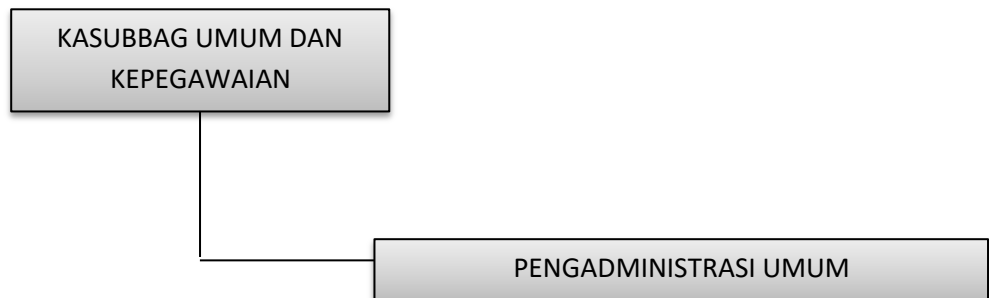 KASUBBAG UMUM DAN
KEPEGAWAIAN
PENGADMINISTRASI UMUM